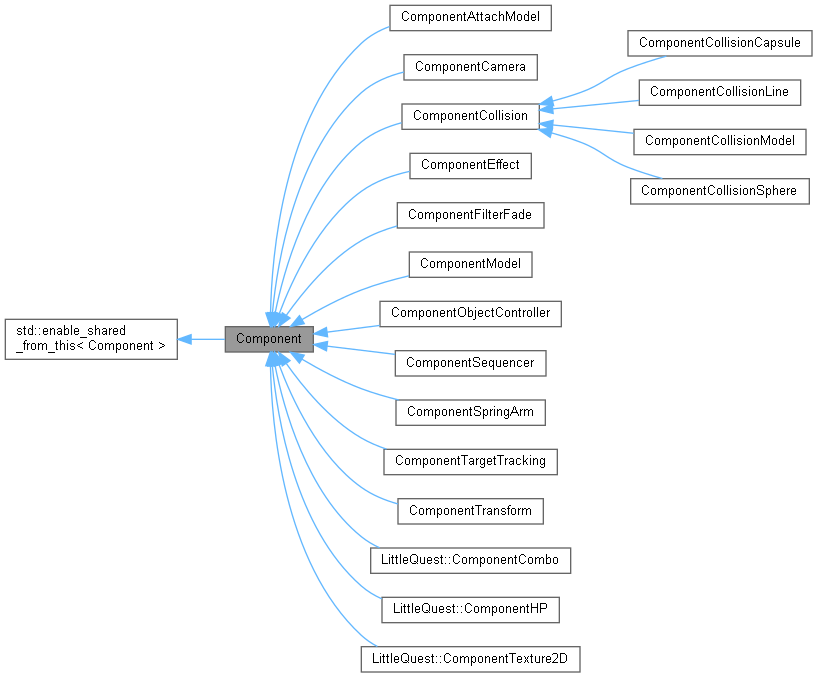 ComponentAttachModel
ComponentCamera
ComponentCollision
ComponentCollisionCapsule
ComponentCollisionLine
ComponentCollisionModel
ComponentCollisionSphere
ComponentEffect
ComponentFilterFade
ComponentModel
ComponentObjectController
std::enable_shared
_from_this< Component >
Component
ComponentSequencer
ComponentSpringArm
ComponentTargetTracking
ComponentTransform
LittleQuest::ComponentCombo
LittleQuest::ComponentHP
LittleQuest::ComponentTexture2D